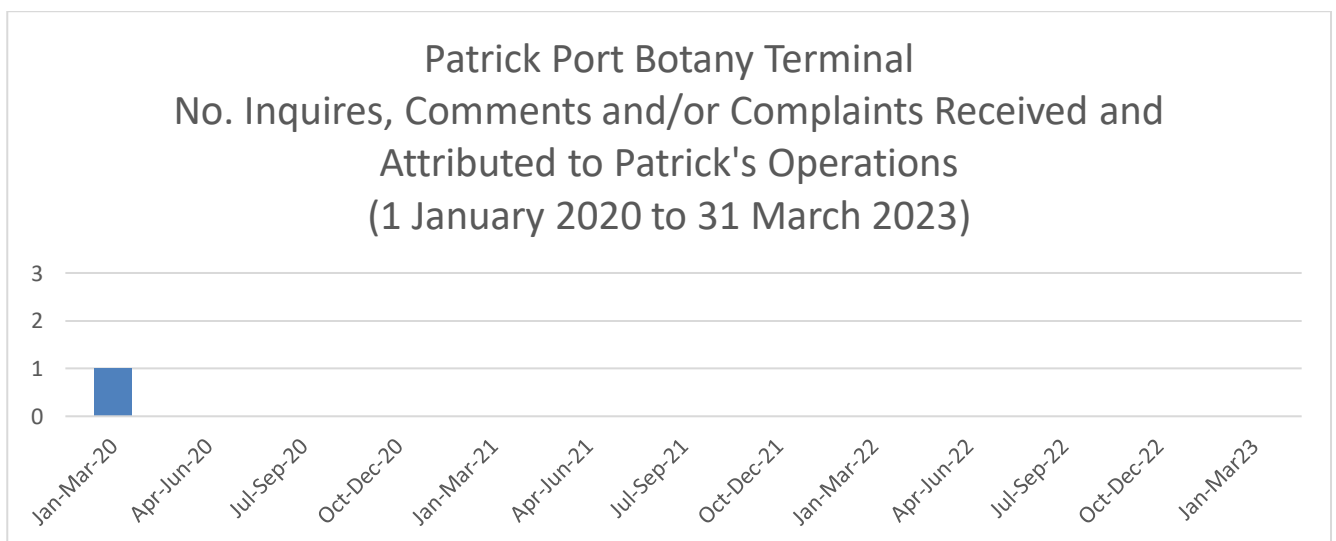 Patrick Port Botany Terminal
No. Inquires, Comments and/or Complaints Received and
Attributed to Patrick's Operations
(1 January 2020 to 31 March 2023)
3
2
1
0
Jan-Mar-20
Apr-Jun-20
Jul-Sep-20
Oct-Dec-20
Jan-Mar-21
Apr-Jun-21
Jul-Sep-21
Oct-Dec-21
Jan-Mar-22
Apr-Jun-22
Jul-Sep-22
Oct-Dec-22
Jan-Mar23